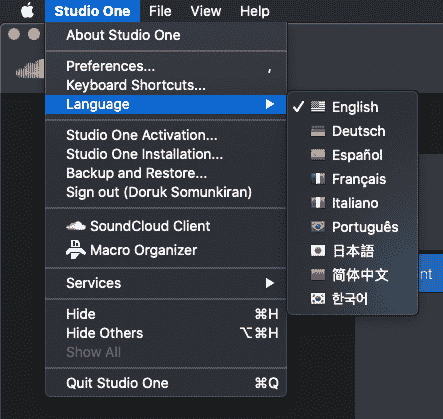 Studio One File View Help
About Studio One
Preferences... ,
Keyboard Shortcuts...
Language
Studio One Activation...
Studio One Installation...
Backup and Restore...
Sign out (Doruk Somunkiran)
SoundCloud Client
Macro Organizer
Services
Hide ⌘H
Hide Others ⌥⌘H
Show All
Quit Studio One ⌘Q
English
Deutsch
Español
Français
Italiano
Português
日本語
简体中文
한국어